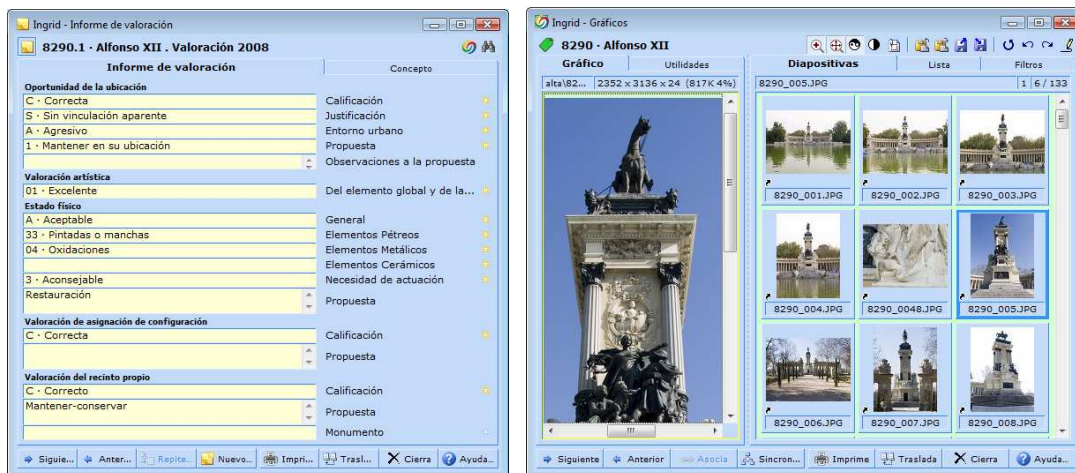 Ingrid - Informe de valoración
8290.1 · Alfonso XII . Valoración 2008
Informe de valoración
Concepto
Oportunidad de la ubicación
C · Correcta Calificación
S · Sin vinculación aparente Justificación
A · Agresivo Entorno urbano
1 · Mantener en su ubicación Propuesta
Observaciones a la propuesta
Valoración artística
01 · Excelente Del elemento global y de la...
Estado físico
A · Aceptable General
33 · Pintadas o manchas Elementos Pétreos
04 · Oxidaciones Elementos Metálicos
Elementos Cerámicos
3 · Aconsejable Necesidad de actuación
Restauración Propuesta
Valoración de asignación de configuración
C · Correcta Calificación
Propuesta
Valoración del recinto propio
C · Correcto Calificación
Mantener-conservar Propuesta
Monumento
Siguie... Anter... Repite... Nuevo... Impri... Trasl... Cierra Ayuda...
Ingrid - Gráficos
8290 · Alfonso XII
Gráfico Utilidades
alta\82... 2352 x 3136 x 24 (817K 4%)
Diapositivas Lista Filtros
8290_005.JPG 1 6 / 133
8290_001.JPG 8290_002.JPG 8290_003.JPG
8290_004.JPG 8290_0048.JPG 8290_005.JPG
8290_006.JPG 8290_007.JPG 8290_008.JPG
Siguiente Anterior Asocia Sincron... Imprime Traslada Cierra Ayuda...